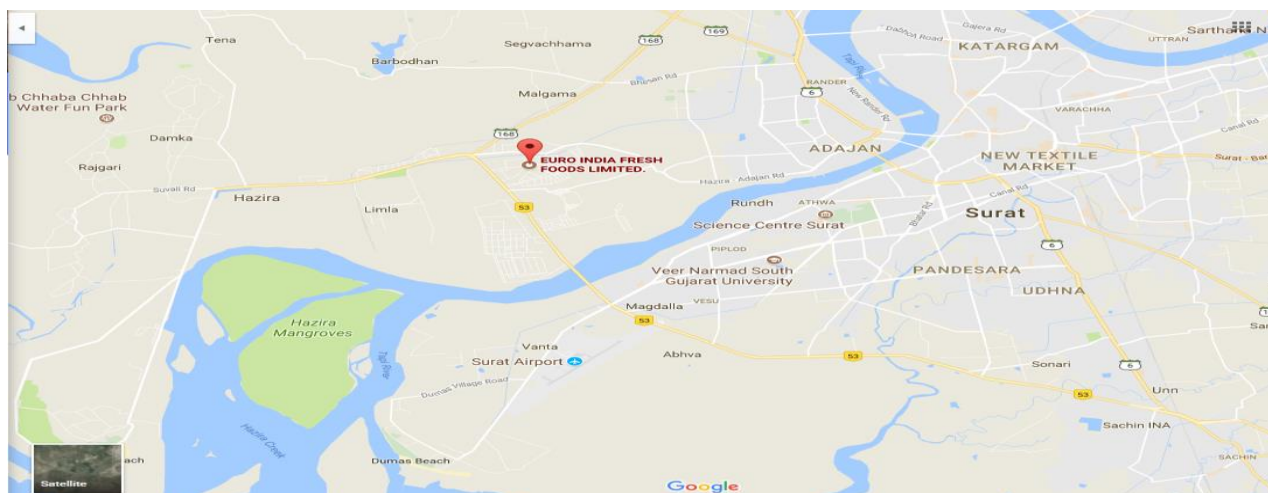 Tena
Segvachhama
168
169
Dabholi Road
Gajera Rd
Sartha
N
KATARGAM
UTTRAN
Barbodhan
Bhesan Rd
Tapi River
RANDER
6
New Rander Rd
b Chhaba Chhab
Water Fun Park
Malgama
VARACHHA
Canal Rd
168
Damka
ADAJAN
NEW TEXTILE
MARKET
EURO INDIA FRESH
FOODS LIMITED.
Surat - Bar
Rajgari
Suvali Rd
Hazira
Hazira - Adajan Rd
Canal Rd
Limla
53
Rundh
ATHWA
Bhatar Rd
Surat
Science Centre Surat
6
PIPLOD
Veer Narmad South
Gujarat University
PANDESARA
UDHNA
VESU
Magdalla
53
Hazira
Mangroves
Vanta
Surat Airport
Abhva
53
Sonari
6
Tapi River
Dumas Village Road
Unn
53
Sachin INA
Hazira Creek
Dumas Beach
ach
SACHIN
Satellite
Google